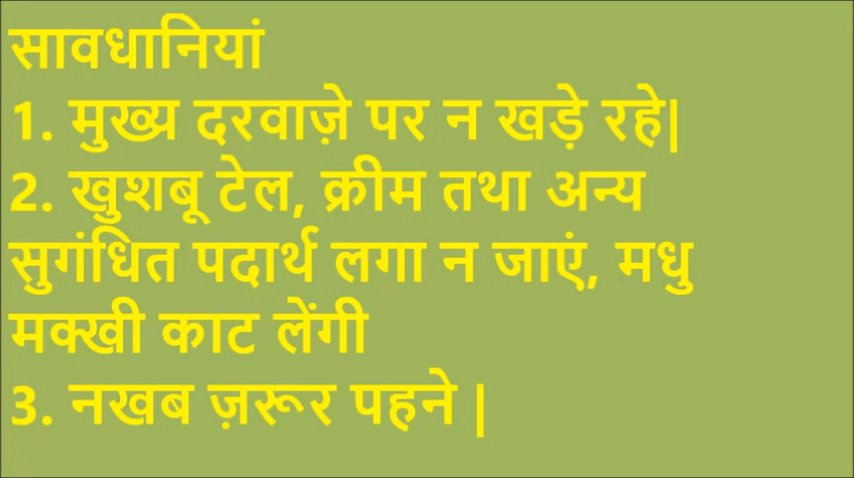 सावधानियां
1. मुख्य दरवाज़े पर न खड़े रहे|
2. खुशबू टेल, क्रीम तथा अन्य
सुगंधित पदार्थ लगा न जाएं, मधु
मक्खी काट लेंगी
3. नखब ज़रूर पहने |